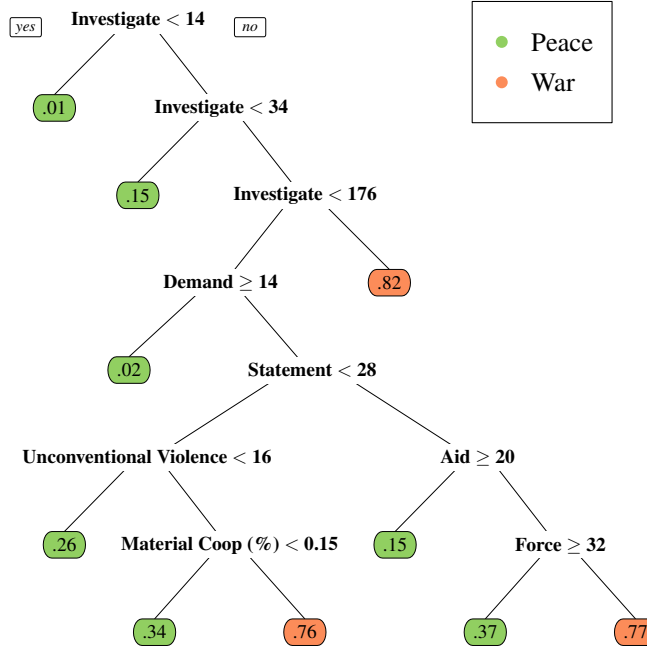 yes
Investigate < 14
no
Peace
War
.01
Investigate < 34
.15
Investigate < 176
Demand ≥ 14
.82
.02
Statement < 28
Unconventional Violence < 16
Aid ≥ 20
.26
Material Coop (%) < 0.15
.15
Force ≥ 32
.34
.76
.37
.77